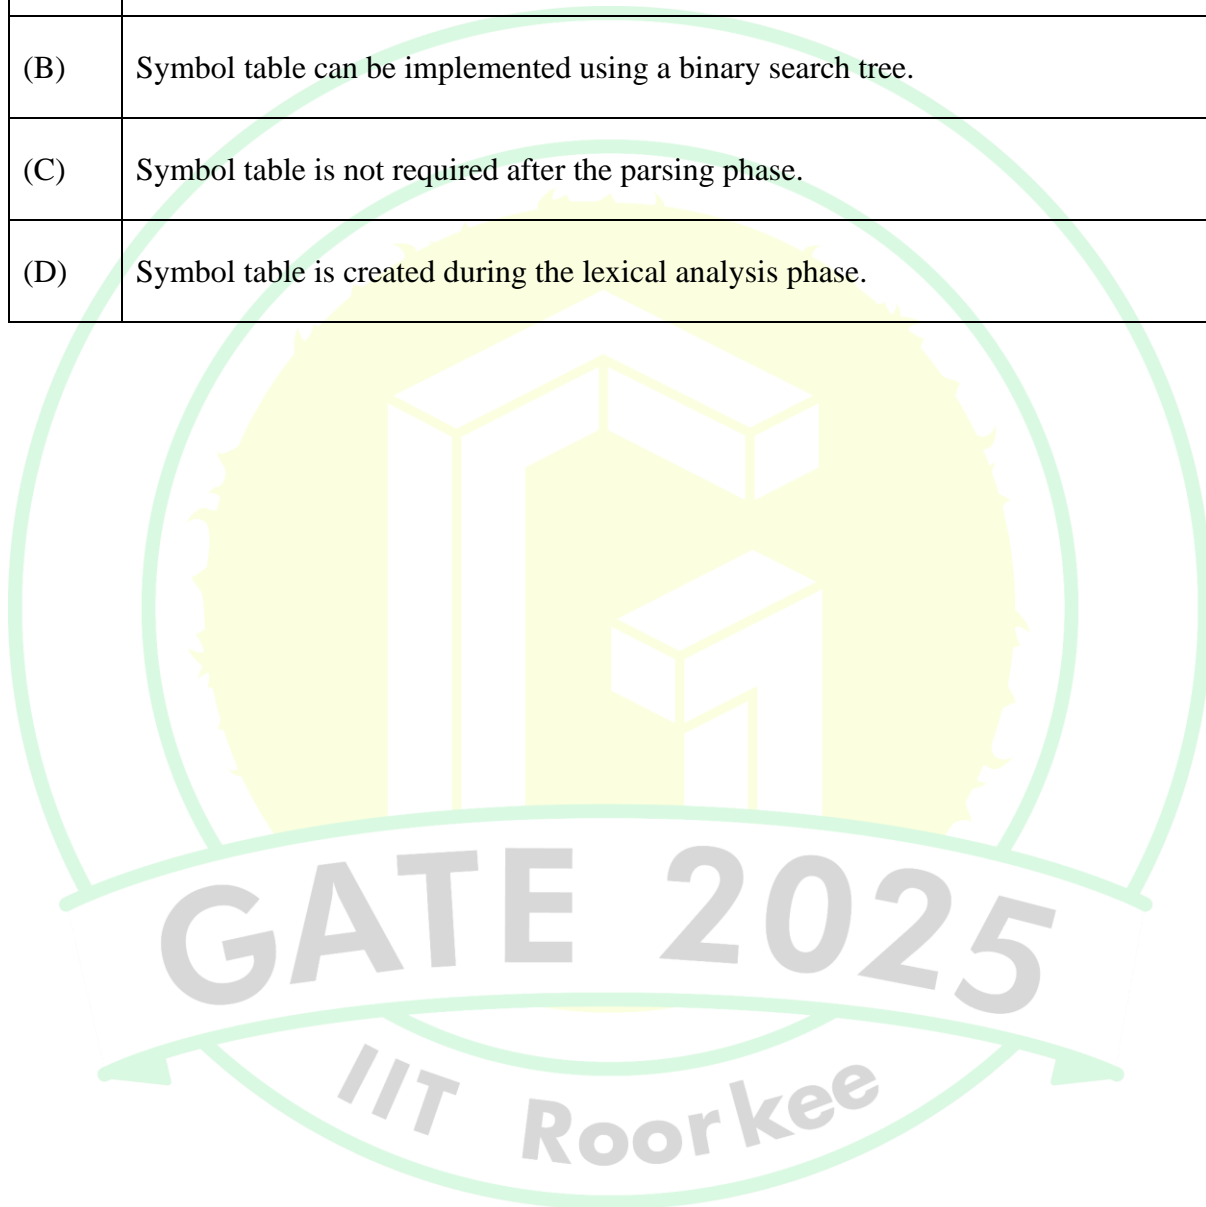 (B) Symbol table can be implemented using a binary search tree.
(C) Symbol table is not required after the parsing phase.
(D) Symbol table is created during the lexical analysis phase.
GATE 2025
IIT Roorkee